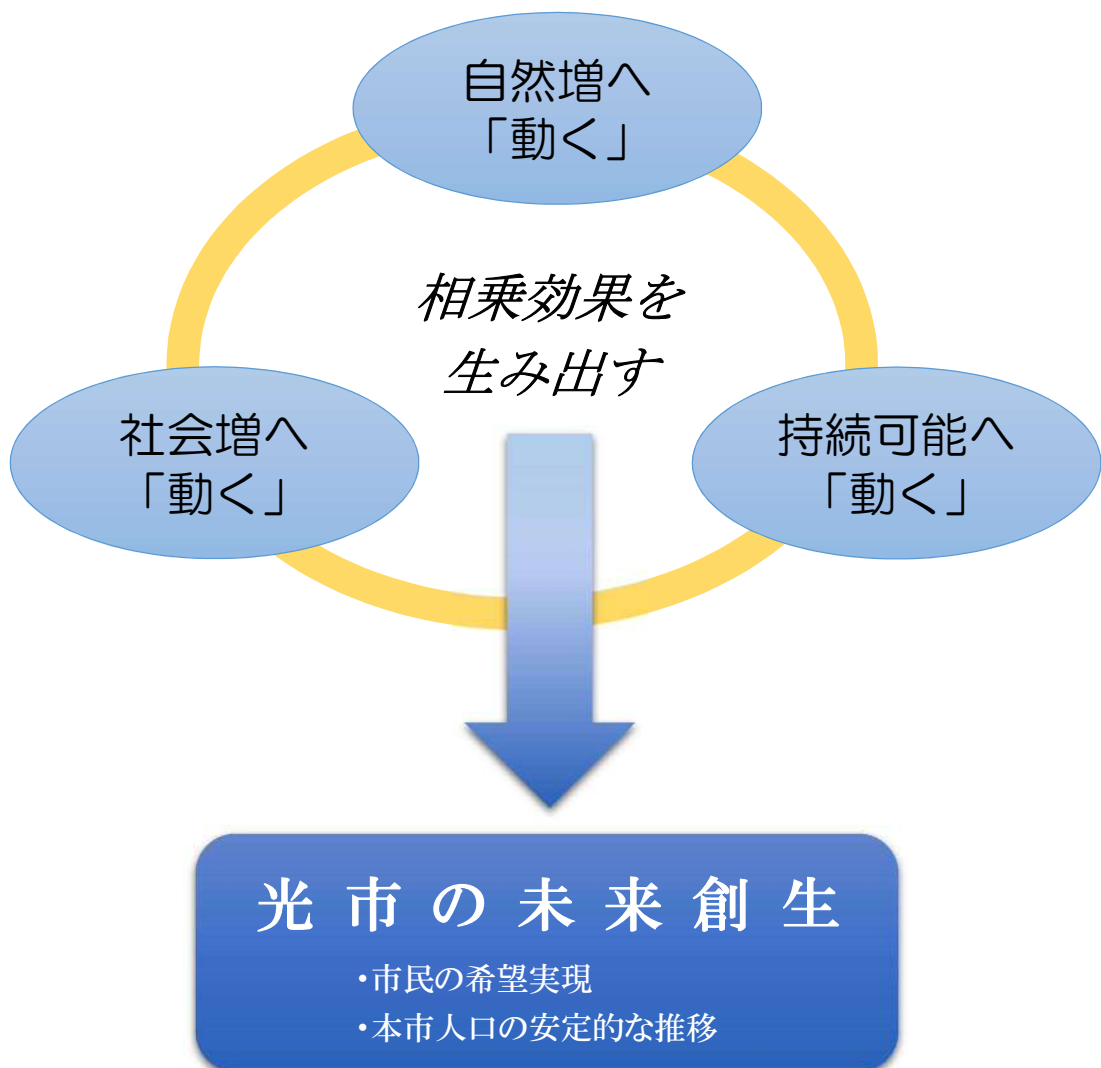 自然増へ
「動く」
相乗効果を
生み出す
社会増へ
「動く」
持続可能へ
「動く」
光市の未来創生
・市民の希望実現
・本市人口の安定的な推移